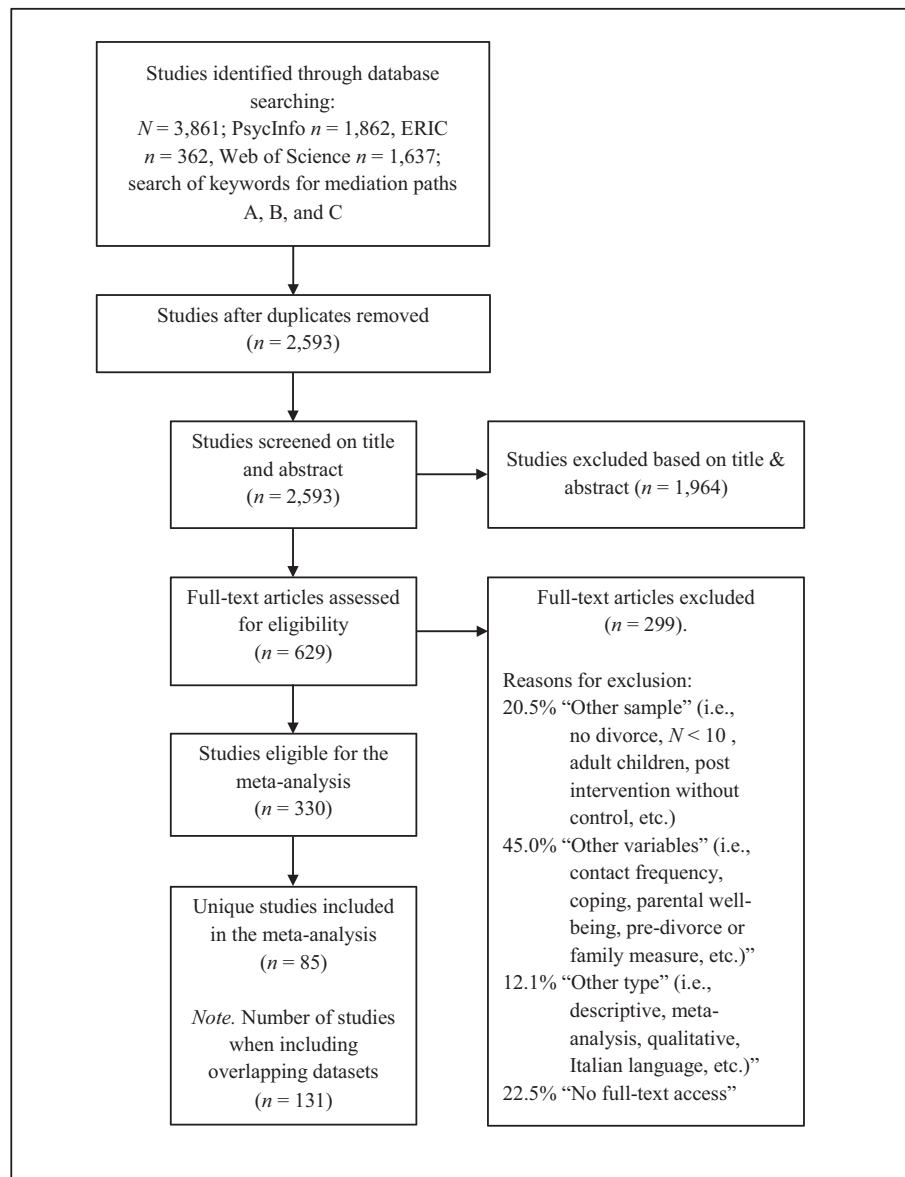 Studies identified through database
searching:
N = 3,861; PsycInfo n = 1,862, ERIC
n = 362, Web of Science n = 1,637;
search of keywords for mediation paths
A, B, and C
Studies after duplicates removed
(n = 2,593)
Studies screened on title
and abstract
(n = 2,593)
Studies excluded based on title &
abstract (n = 1,964)
Full-text articles assessed
for eligibility
(n = 629)
Full-text articles excluded
(n = 299).
Reasons for exclusion:
20.5% “Other sample” (i.e.,
no divorce, N < 10 ,
adult children, post
intervention without
control, etc.)
45.0% “Other variables” (i.e.,
contact frequency,
coping, parental well-
being, pre-divorce or
family measure, etc.)”
12.1% “Other type” (i.e.,
descriptive, meta-
analysis, qualitative,
Italian language, etc.)”
22.5% “No full-text access”
Studies eligible for the
meta-analysis
(n = 330)
Unique studies included
in the meta-analysis
(n = 85)
Note. Number of studies
when including
overlapping datasets
(n = 131)